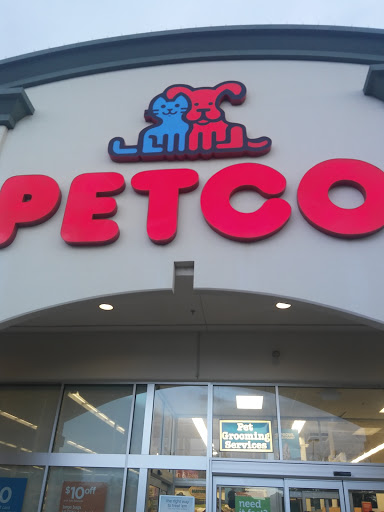 PETCO
Pet
Grooming
Services
$10 off
need